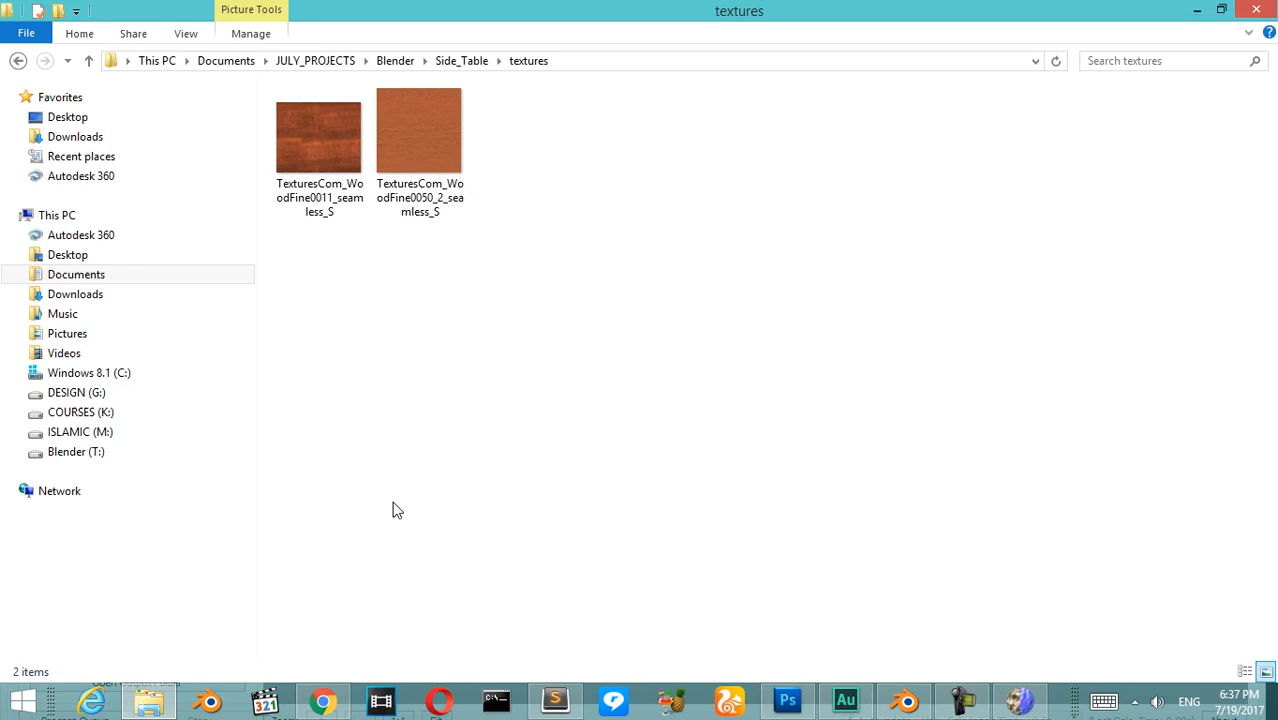 Picture Tools
textures
File
Home
Share
View
Manage
This PC
Documents
JULY_PROJECTS
Blender
Side_Table
textures
Search textures
Favorites
Desktop
Downloads
Recent places
Autodesk 360
This PC
Autodesk 360
Desktop
Documents
Downloads
Music
Pictures
Videos
Windows 8.1 (C:)
DESIGN (G:)
COURSES (K:)
ISLAMIC (M:)
Blender (T:)
Network
TexturesCom_Wo
odFine0011_seam
less_S
TexturesCom_Wo
odFine0050_2_sea
mless_S
2 items
321
C:\_
S
Ps
Au
ENG
6:37 PM
7/19/2017